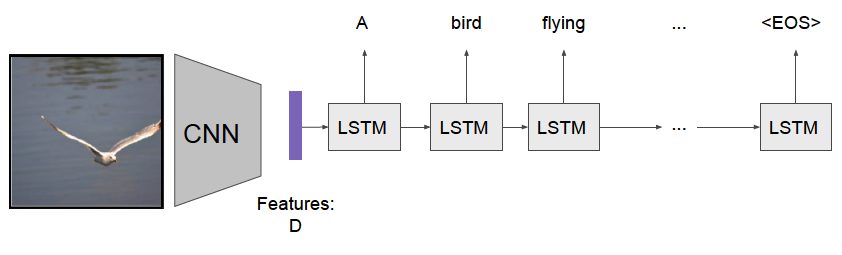 A bird flying ... <EOS>
CNN
LSTM LSTM LSTM ... LSTM
Features:
D